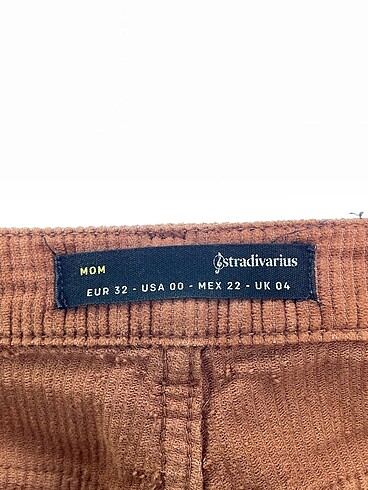 MOM
stradivarius
EUR 32 - USA 00 - MEX 22 - UK 04